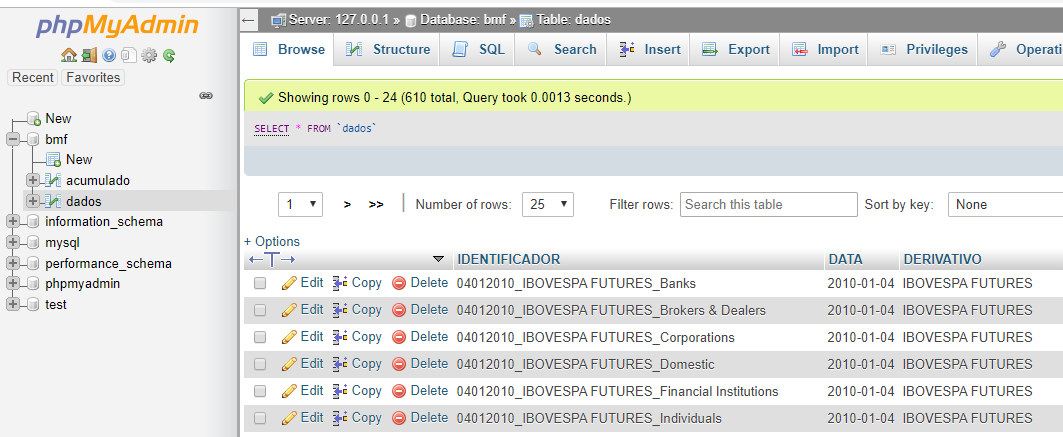 phpMyAdmin
Recent Favorites
New
bmf
New
acumulado
dados
information_schema
mysql
performance_schema
phpmyadmin
test
Server: 127.0.0.1 » Database: bmf » Table: dados
Browse Structure SQL Search Insert Export Import Privileges Operati
Showing rows 0 - 24 (610 total, Query took 0.0013 seconds.)
SELECT * FROM `dados`
1 > >> | Number of rows: 25 Filter rows: Search this table Sort by key: None
+ Options
IDENTIFICADOR DATA DERIVATIVO
Edit Copy Delete 04012010_IBOVESPA FUTURES_Banks 2010-01-04 IBOVESPA FUTURES
Edit Copy Delete 04012010_IBOVESPA FUTURES_Brokers & Dealers 2010-01-04 IBOVESPA FUTURES
Edit Copy Delete 04012010_IBOVESPA FUTURES_Corporations 2010-01-04 IBOVESPA FUTURES
Edit Copy Delete 04012010_IBOVESPA FUTURES_Domestic 2010-01-04 IBOVESPA FUTURES
Edit Copy Delete 04012010_IBOVESPA FUTURES_Financial Institutions 2010-01-04 IBOVESPA FUTURES
Edit Copy Delete 04012010_IBOVESPA FUTURES_Individuals 2010-01-04 IBOVESPA FUTURES